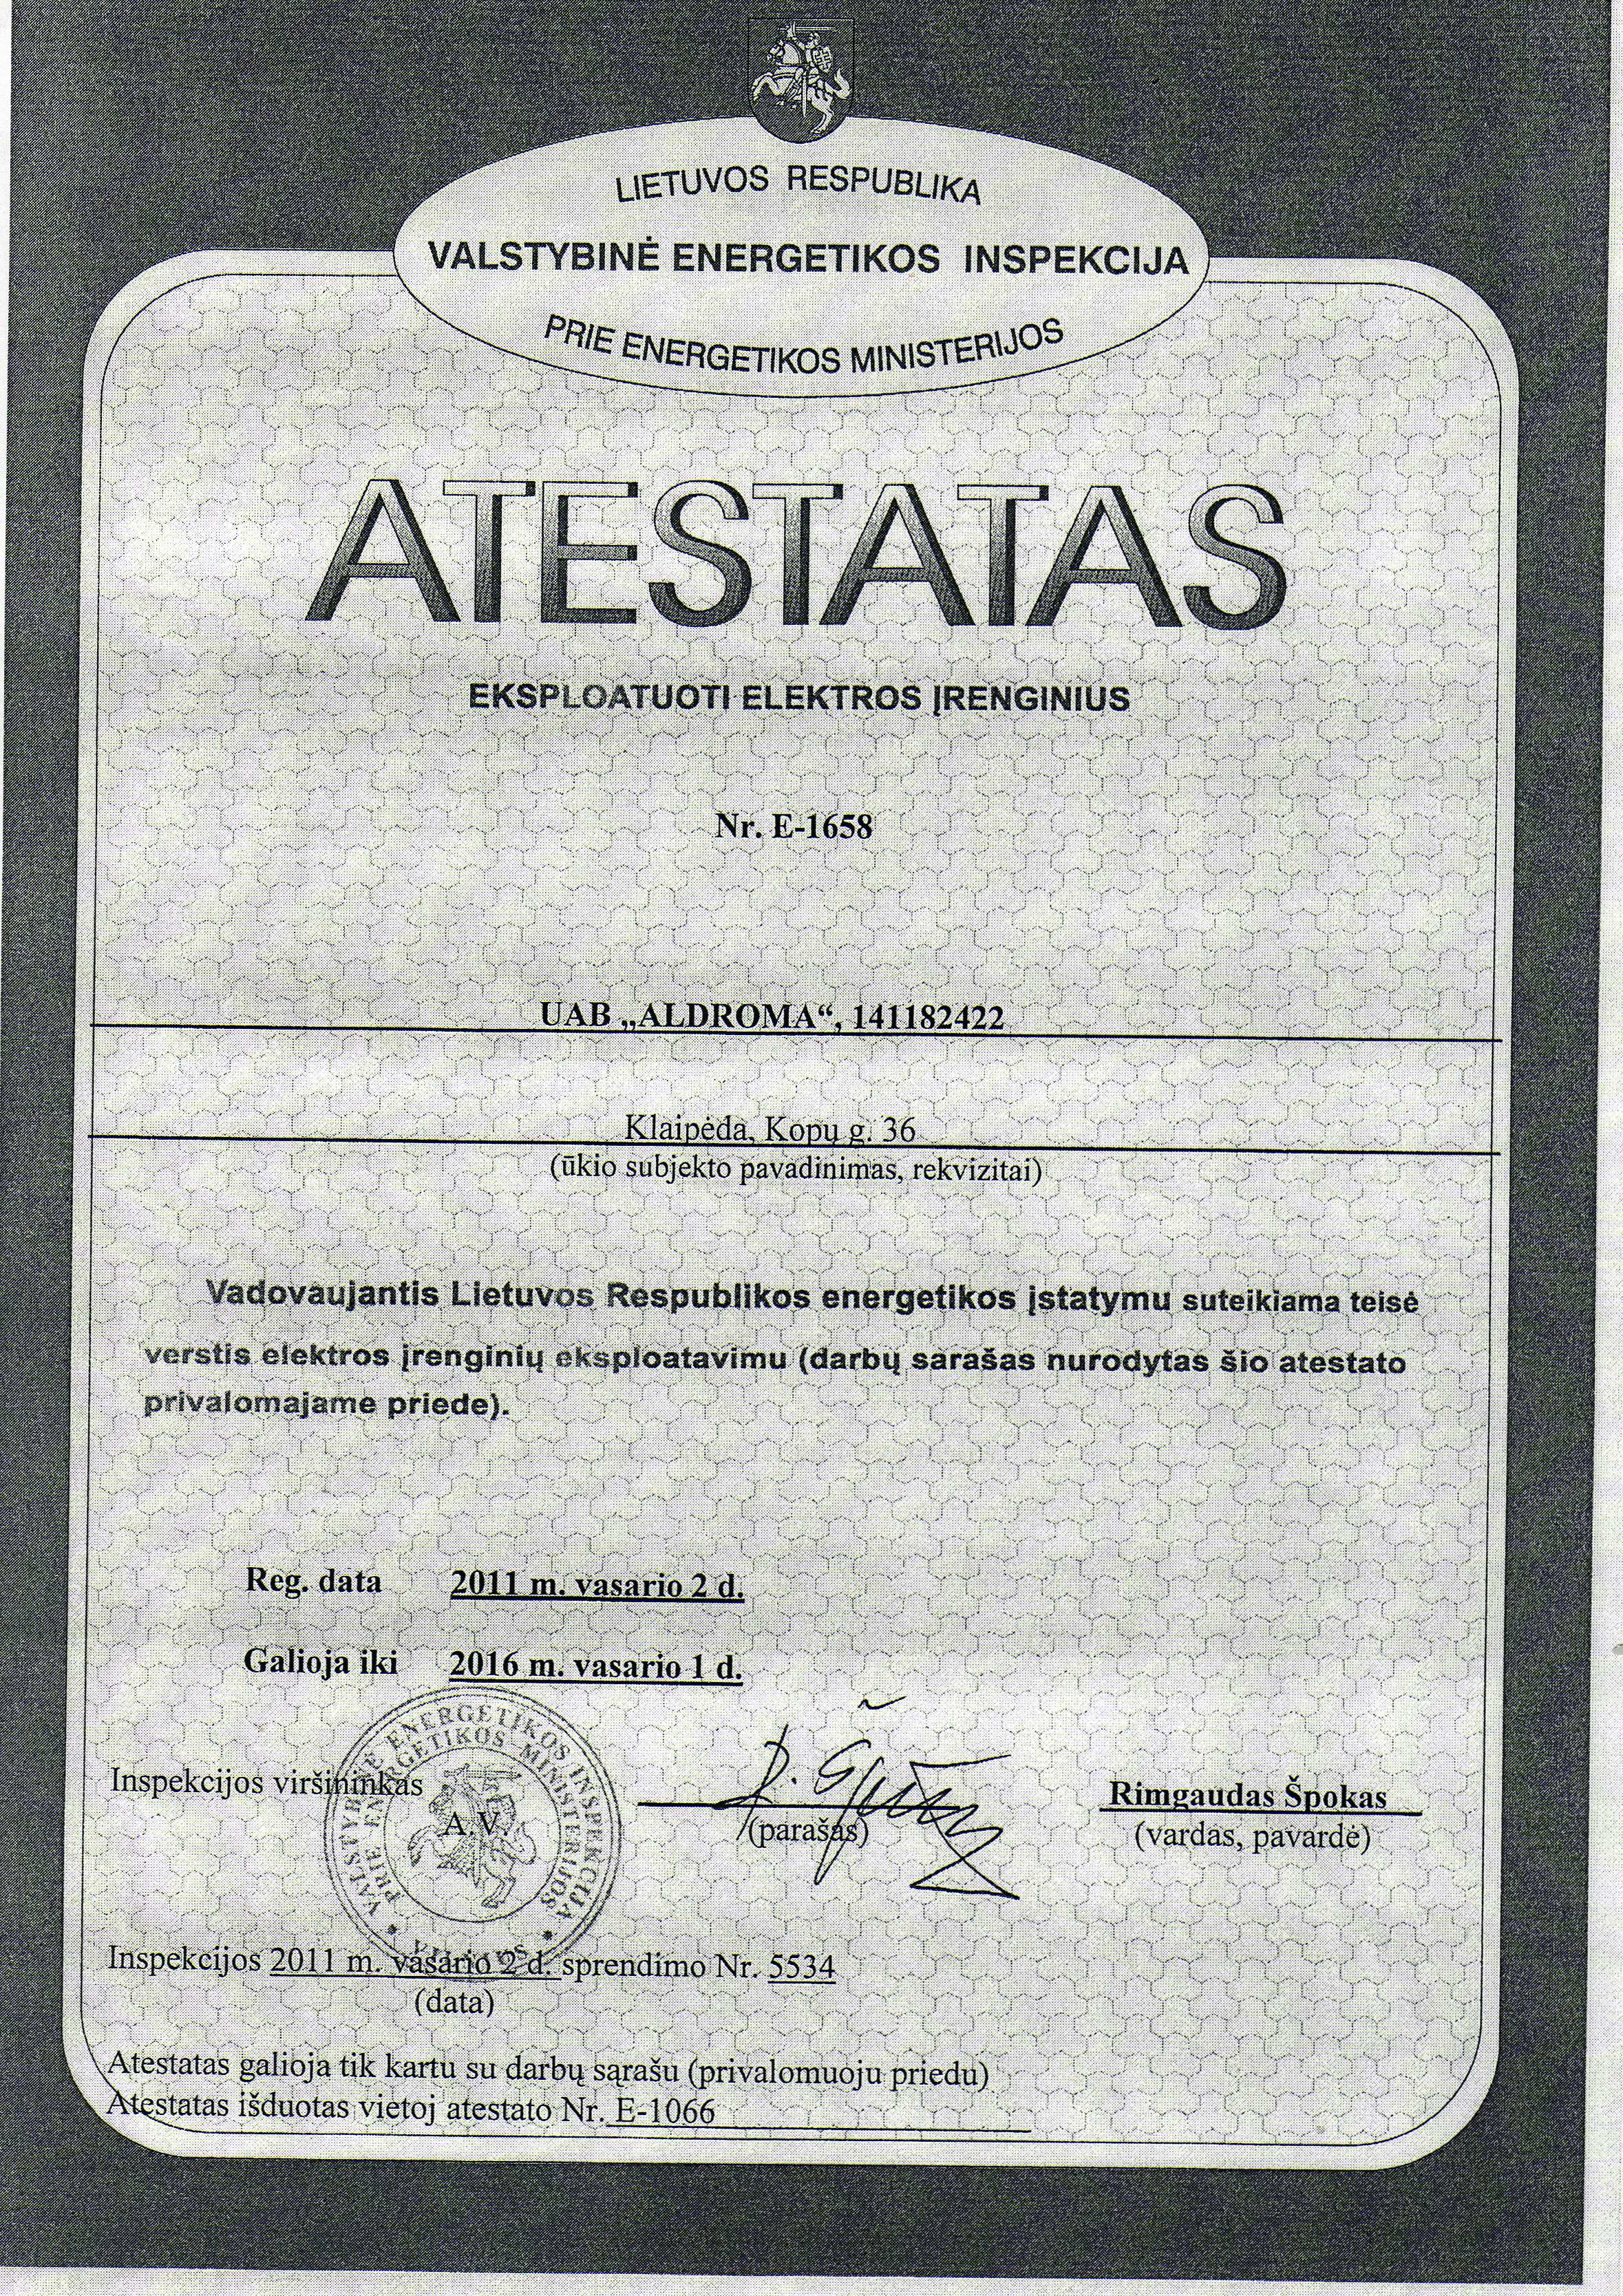 LIETUVOS RESPUBLIKA
VALSTYBINĖ ENERGETIKOS INSPEKCIJA
PRIE ENERGETIKOS MINISTERIJOS
ATESTATAS
EKSPLOATUOTI ELEKTROS ĮRENGINIUS
Nr. E-1658
UAB „ALDROMA“, 141182422
Klaipėda, Kopų g. 36
(ūkio subjekto pavadinimas, rekvizitai)
Vadovaujantis Lietuvos Respublikos energetikos įstatymu suteikiama teisė
verstis elektros įrenginių eksploatavimu (darbų sarašas nurodytas šio atestato
privalomajame priede).
Reg. data 2011 m. vasario 2 d.
Galioja iki 2016 m. vasario 1 d.
VALSTYBINĖ ENERGETIKOS INSPEKCIJA
PRIE ENERGETIKOS MINISTERIJOS
VILNIUS
Inspekcijos viršininkas
A.V.
(parašas)
Rimgaudas Špokas
(vardas, pavardė)
Inspekcijos 2011 m. vasario 2 d. sprendimo Nr. 5534
(data)
Atestatas galioja tik kartu su darbų sąrašu (privalomuoju priedu)
Atestatas išduotas vietoj atestato Nr. E-1066